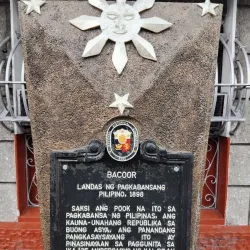 BACOOR
LANDAS NG PAGKABANSANG
PILIPINO, 1898
SAKSI ANG POOK NA ITO SA
PAGKABANSA NG PILIPINAS, ANG
KAUNA-UNAHANG REPUBLIKA SA
BUONG ASYA. ANG PANANDANG
PANGKASAYSAYANG ITO AY
PINASINAYAAN SA PAGGUNITA SA